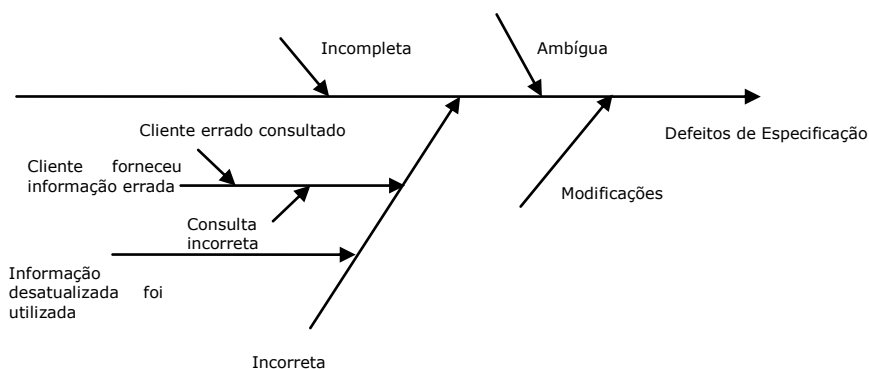 Incompleta
Ambígua
Defeitos de Especificação
Cliente errado consultado
Cliente forneceu
informação errada
Modificações
Consulta
incorreta
Informação
desatualizada foi
utilizada
Incorreta